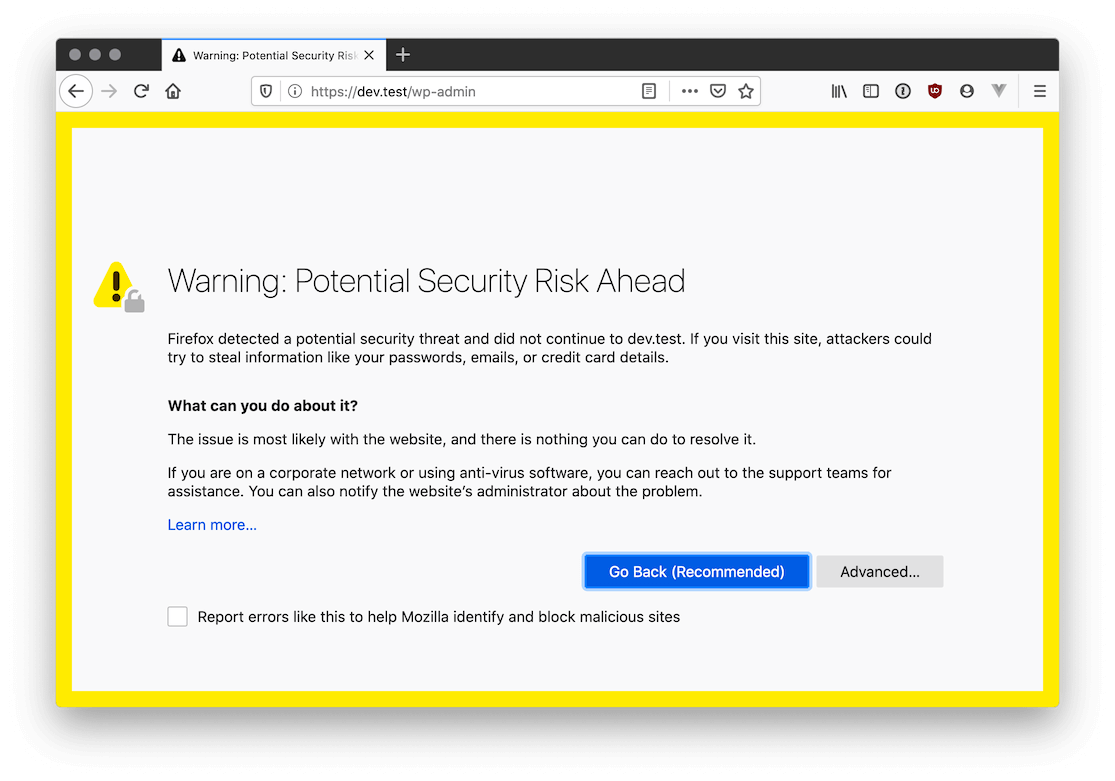 Warning: Potential Security Risk
https://dev.test/wp-admin
Warning: Potential Security Risk Ahead
Firefox detected a potential security threat and did not continue to dev.test. If you visit this site, attackers could
try to steal information like your passwords, emails, or credit card details.
What can you do about it?
The issue is most likely with the website, and there is nothing you can do to resolve it.
If you are on a corporate network or using anti-virus software, you can reach out to the support teams for
assistance. You can also notify the website’s administrator about the problem.
Learn more...
Go Back (Recommended)
Advanced...
Report errors like this to help Mozilla identify and block malicious sites